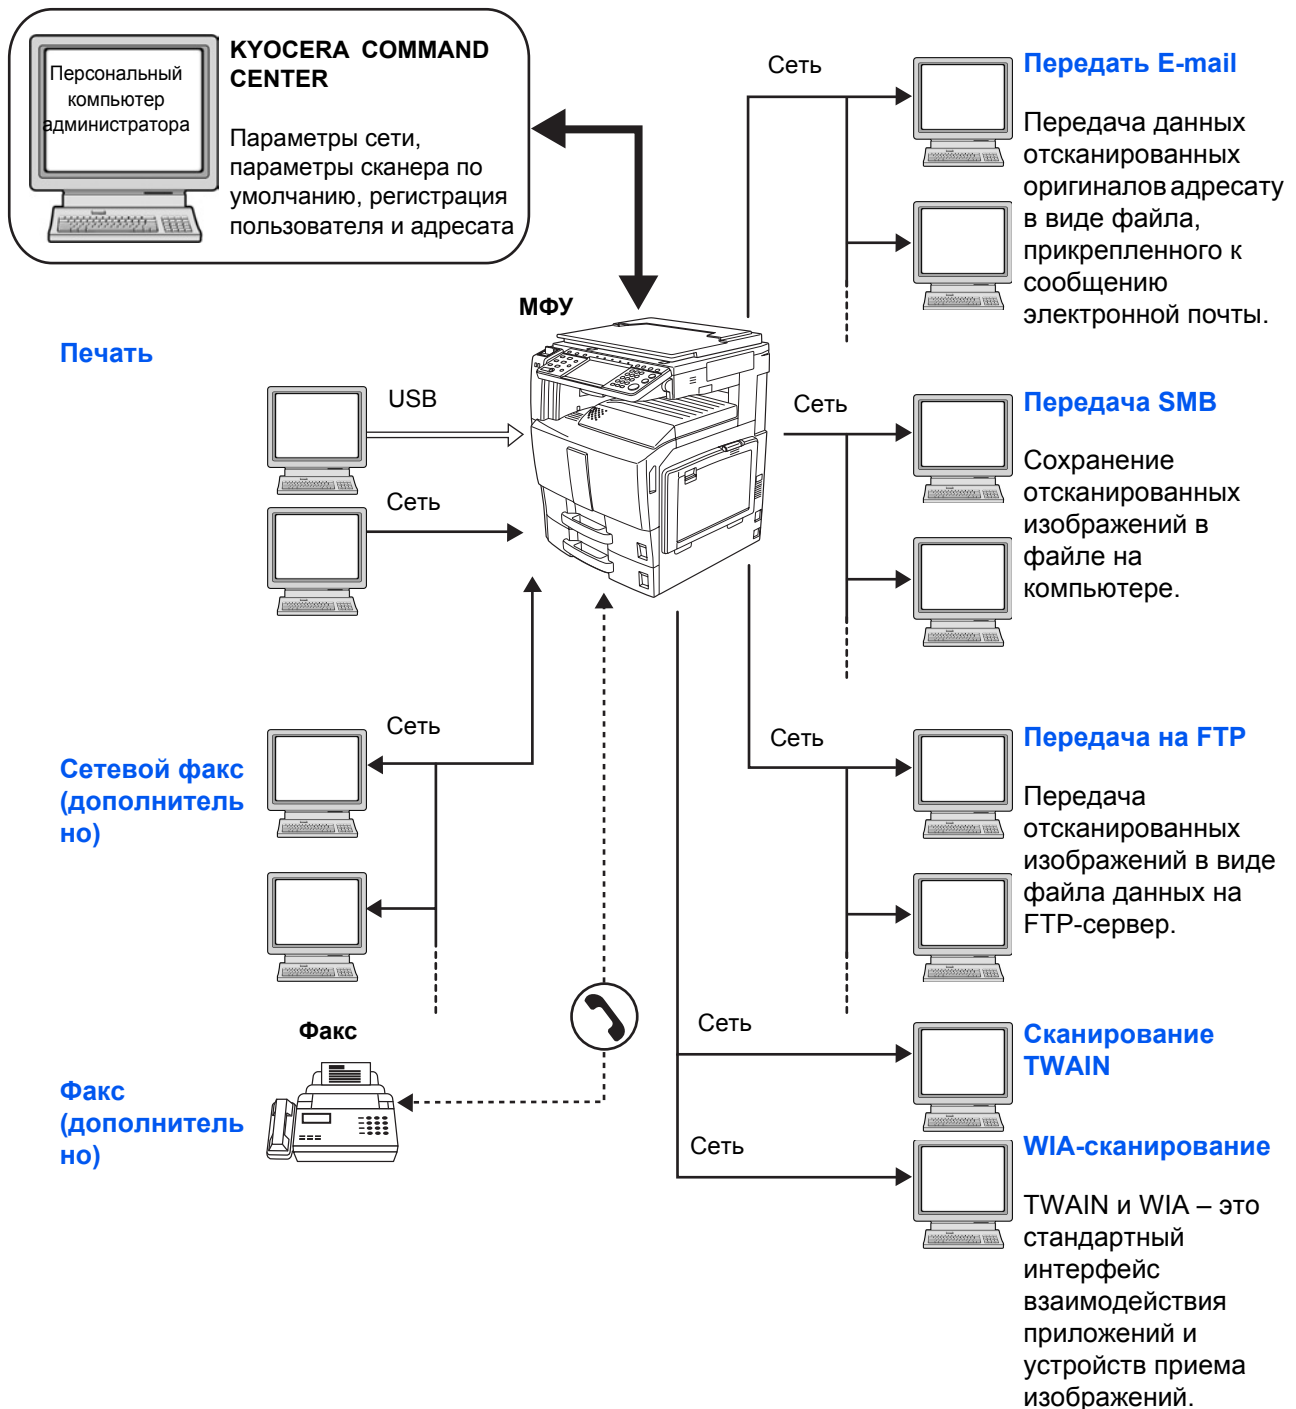 Персональный
компьютер
администратора
KYOCERA COMMAND
CENTER
Параметры сети,
параметры сканера по
умолчанию, регистрация
пользователя и адресата
МФУ
Печать
USB
Сеть
Сеть
Сетевой факс
(дополнитель
но)
Факс
Факс
(дополнитель
но)
Сеть
Передать E-mail
Передача данных
отсканированных
оригиналов адресату
в виде файла,
прикрепленного к
сообщению
электронной почты.
Сеть
Передача SMB
Сохранение
отсканированных
изображений в
файле на
компьютере.
Сеть
Передача на FTP
Передача
отсканированных
изображений в виде
файла данных на
FTP-сервер.
Сеть
Сканирование
TWAIN
Сеть
WIA-сканирование
TWAIN и WIA – это
стандартный
интерфейс
взаимодействия
приложений и
устройств приема
изображений.